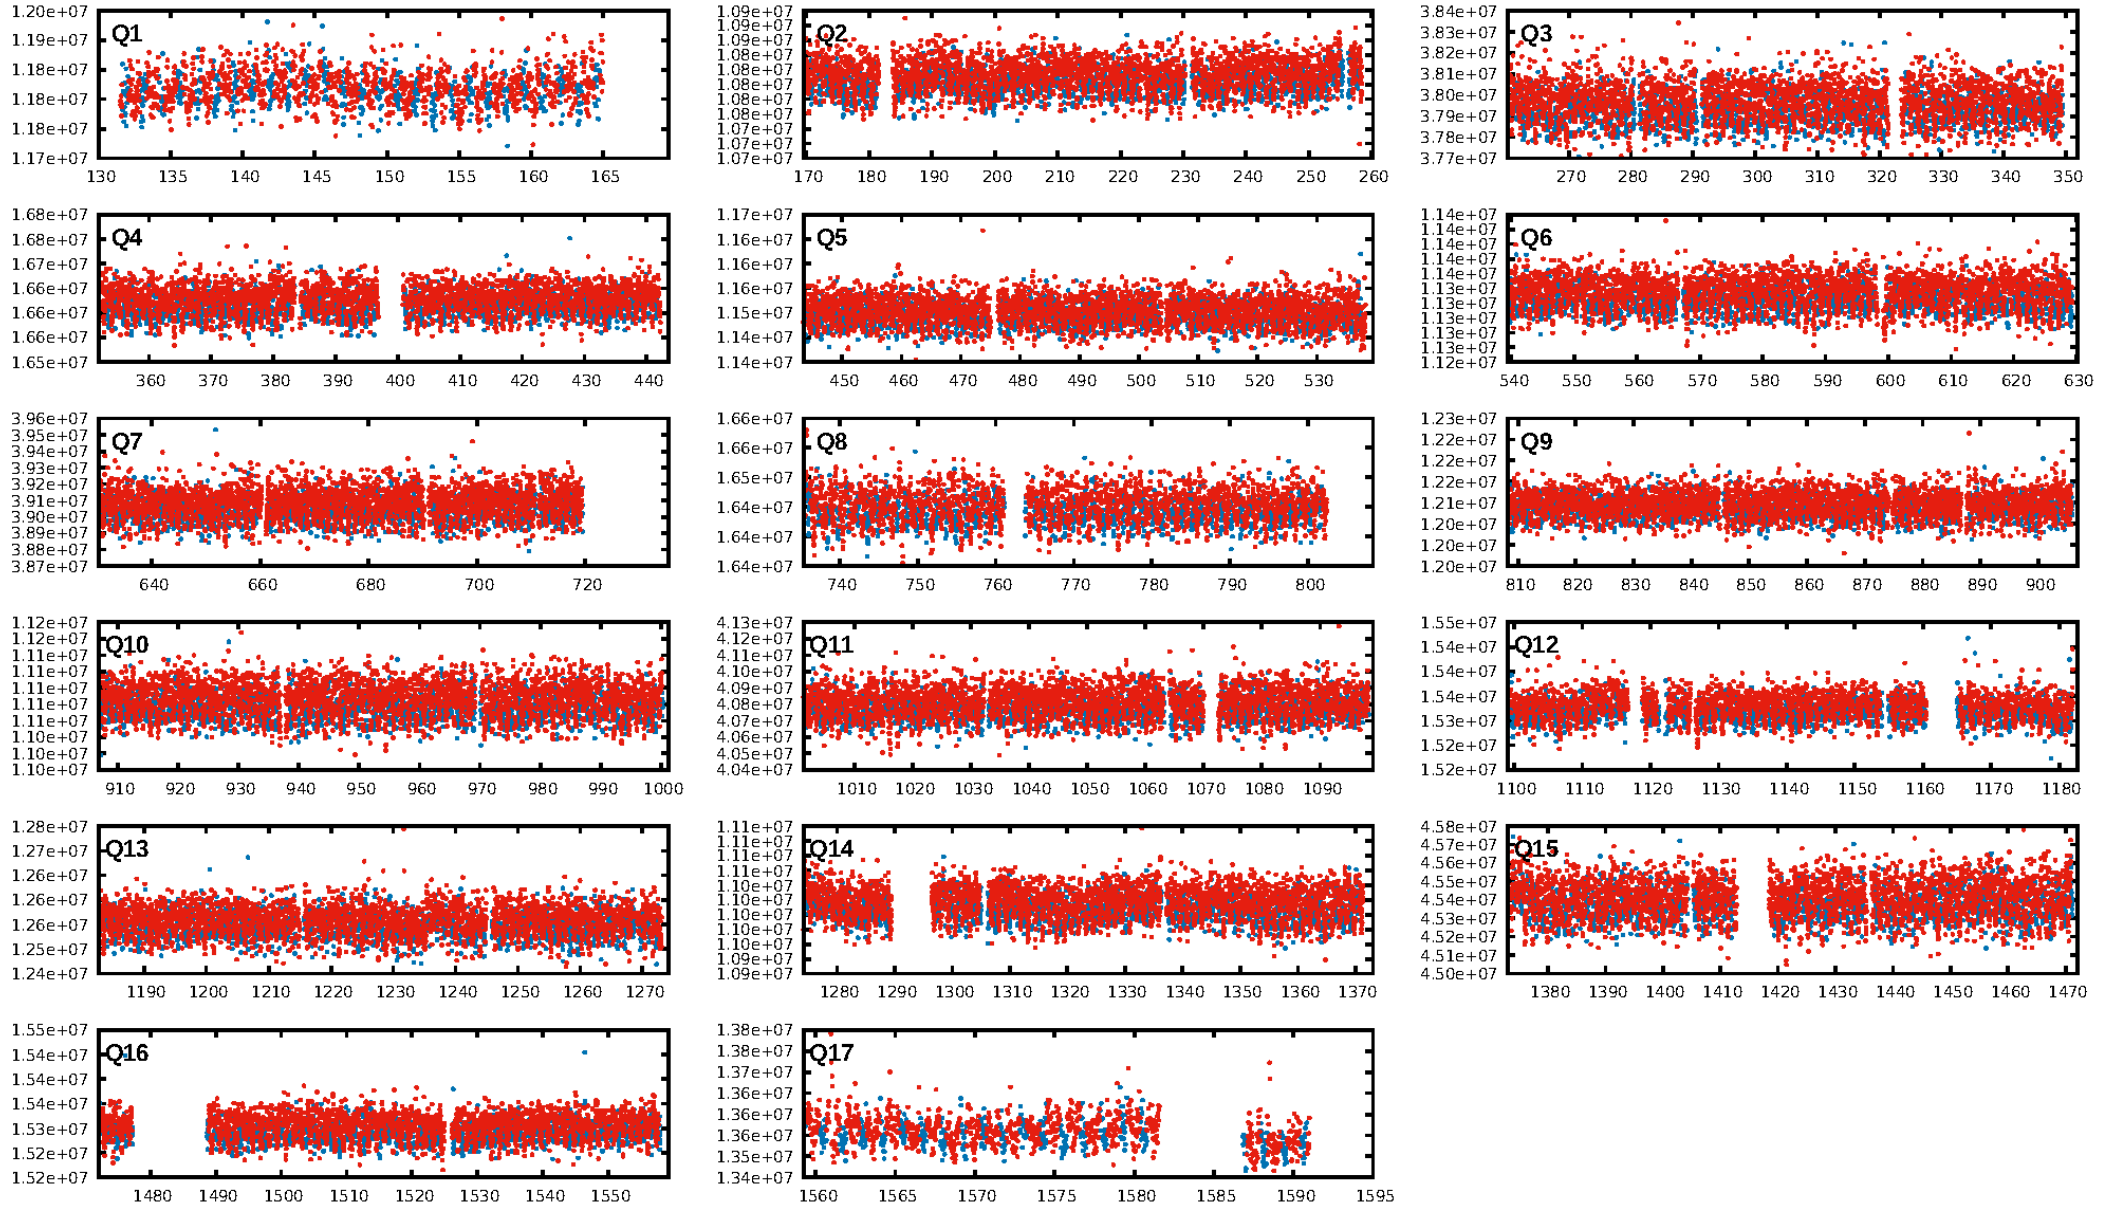 1.20e+07
1.19e+07
1.18e+07
1.18e+07
1.18e+07
1.17e+07
Q1
130 135 140 145 150 155 160 165
1.09e+07
1.09e+07
1.09e+07
1.08e+07
1.08e+07
1.08e+07
1.08e+07
1.08e+07
1.07e+07
1.07e+07
1.07e+07
Q2
170 180 190 200 210 220 230 240 250 260
3.84e+07
3.83e+07
3.82e+07
3.81e+07
3.80e+07
3.79e+07
3.78e+07
3.77e+07
Q3
270 280 290 300 310 320 330 340 350
1.68e+07
1.68e+07
1.67e+07
1.66e+07
1.66e+07
1.66e+07
1.65e+07
Q4
360 370 380 390 400 410 420 430 440
1.17e+07
1.16e+07
1.16e+07
1.16e+07
1.15e+07
1.14e+07
1.14e+07
Q5
450 460 470 480 490 500 510 520 530
1.14e+07
1.14e+07
1.14e+07
1.14e+07
1.13e+07
1.13e+07
1.13e+07
1.13e+07
1.13e+07
1.13e+07
1.12e+07
Q6
540 550 560 570 580 590 600 610 620 630
3.96e+07
3.95e+07
3.94e+07
3.93e+07
3.92e+07
3.91e+07
3.90e+07
3.89e+07
3.88e+07
3.87e+07
Q7
640 660 680 700 720
1.66e+07
1.66e+07
1.65e+07
1.64e+07
1.64e+07
1.64e+07
Q8
740 750 760 770 780 790 800
1.23e+07
1.22e+07
1.22e+07
1.21e+07
1.21e+07
1.20e+07
1.20e+07
1.20e+07
Q9
810 820 830 840 850 860 870 880 890 900
1.12e+07
1.12e+07
1.11e+07
1.11e+07
1.11e+07
1.11e+07
1.11e+07
1.10e+07
1.10e+07
1.10e+07
Q10
910 920 930 940 950 960 970 980 990 1000
4.13e+07
4.12e+07
4.11e+07
4.10e+07
4.09e+07
4.08e+07
4.07e+07
4.06e+07
4.05e+07
4.04e+07
Q11
1010 1020 1030 1040 1050 1060 1070 1080 1090
1.55e+07
1.54e+07
1.54e+07
1.54e+07
1.53e+07
1.52e+07
1.52e+07
Q12
1100 1110 1120 1130 1140 1150 1160 1170 1180
1.28e+07
1.27e+07
1.26e+07
1.26e+07
1.26e+07
1.25e+07
1.24e+07
Q13
1190 1200 1210 1220 1230 1240 1250 1260 1270
1.11e+07
1.11e+07
1.11e+07
1.11e+07
1.10e+07
1.10e+07
1.10e+07
1.10e+07
1.10e+07
1.09e+07
1.09e+07
Q14
1280 1290 1300 1310 1320 1330 1340 1350 1360 1370
4.58e+07
4.57e+07
4.56e+07
4.55e+07
4.54e+07
4.53e+07
4.52e+07
4.51e+07
4.50e+07
Q15
1380 1390 1400 1410 1420 1430 1440 1450 1460 1470
1.55e+07
1.54e+07
1.54e+07
1.54e+07
1.53e+07
1.52e+07
1.52e+07
Q16
1480 1490 1500 1510 1520 1530 1540 1550
1.38e+07
1.38e+07
1.37e+07
1.36e+07
1.36e+07
1.36e+07
1.35e+07
1.34e+07
Q17
1560 1565 1570 1575 1580 1585 1590 1595